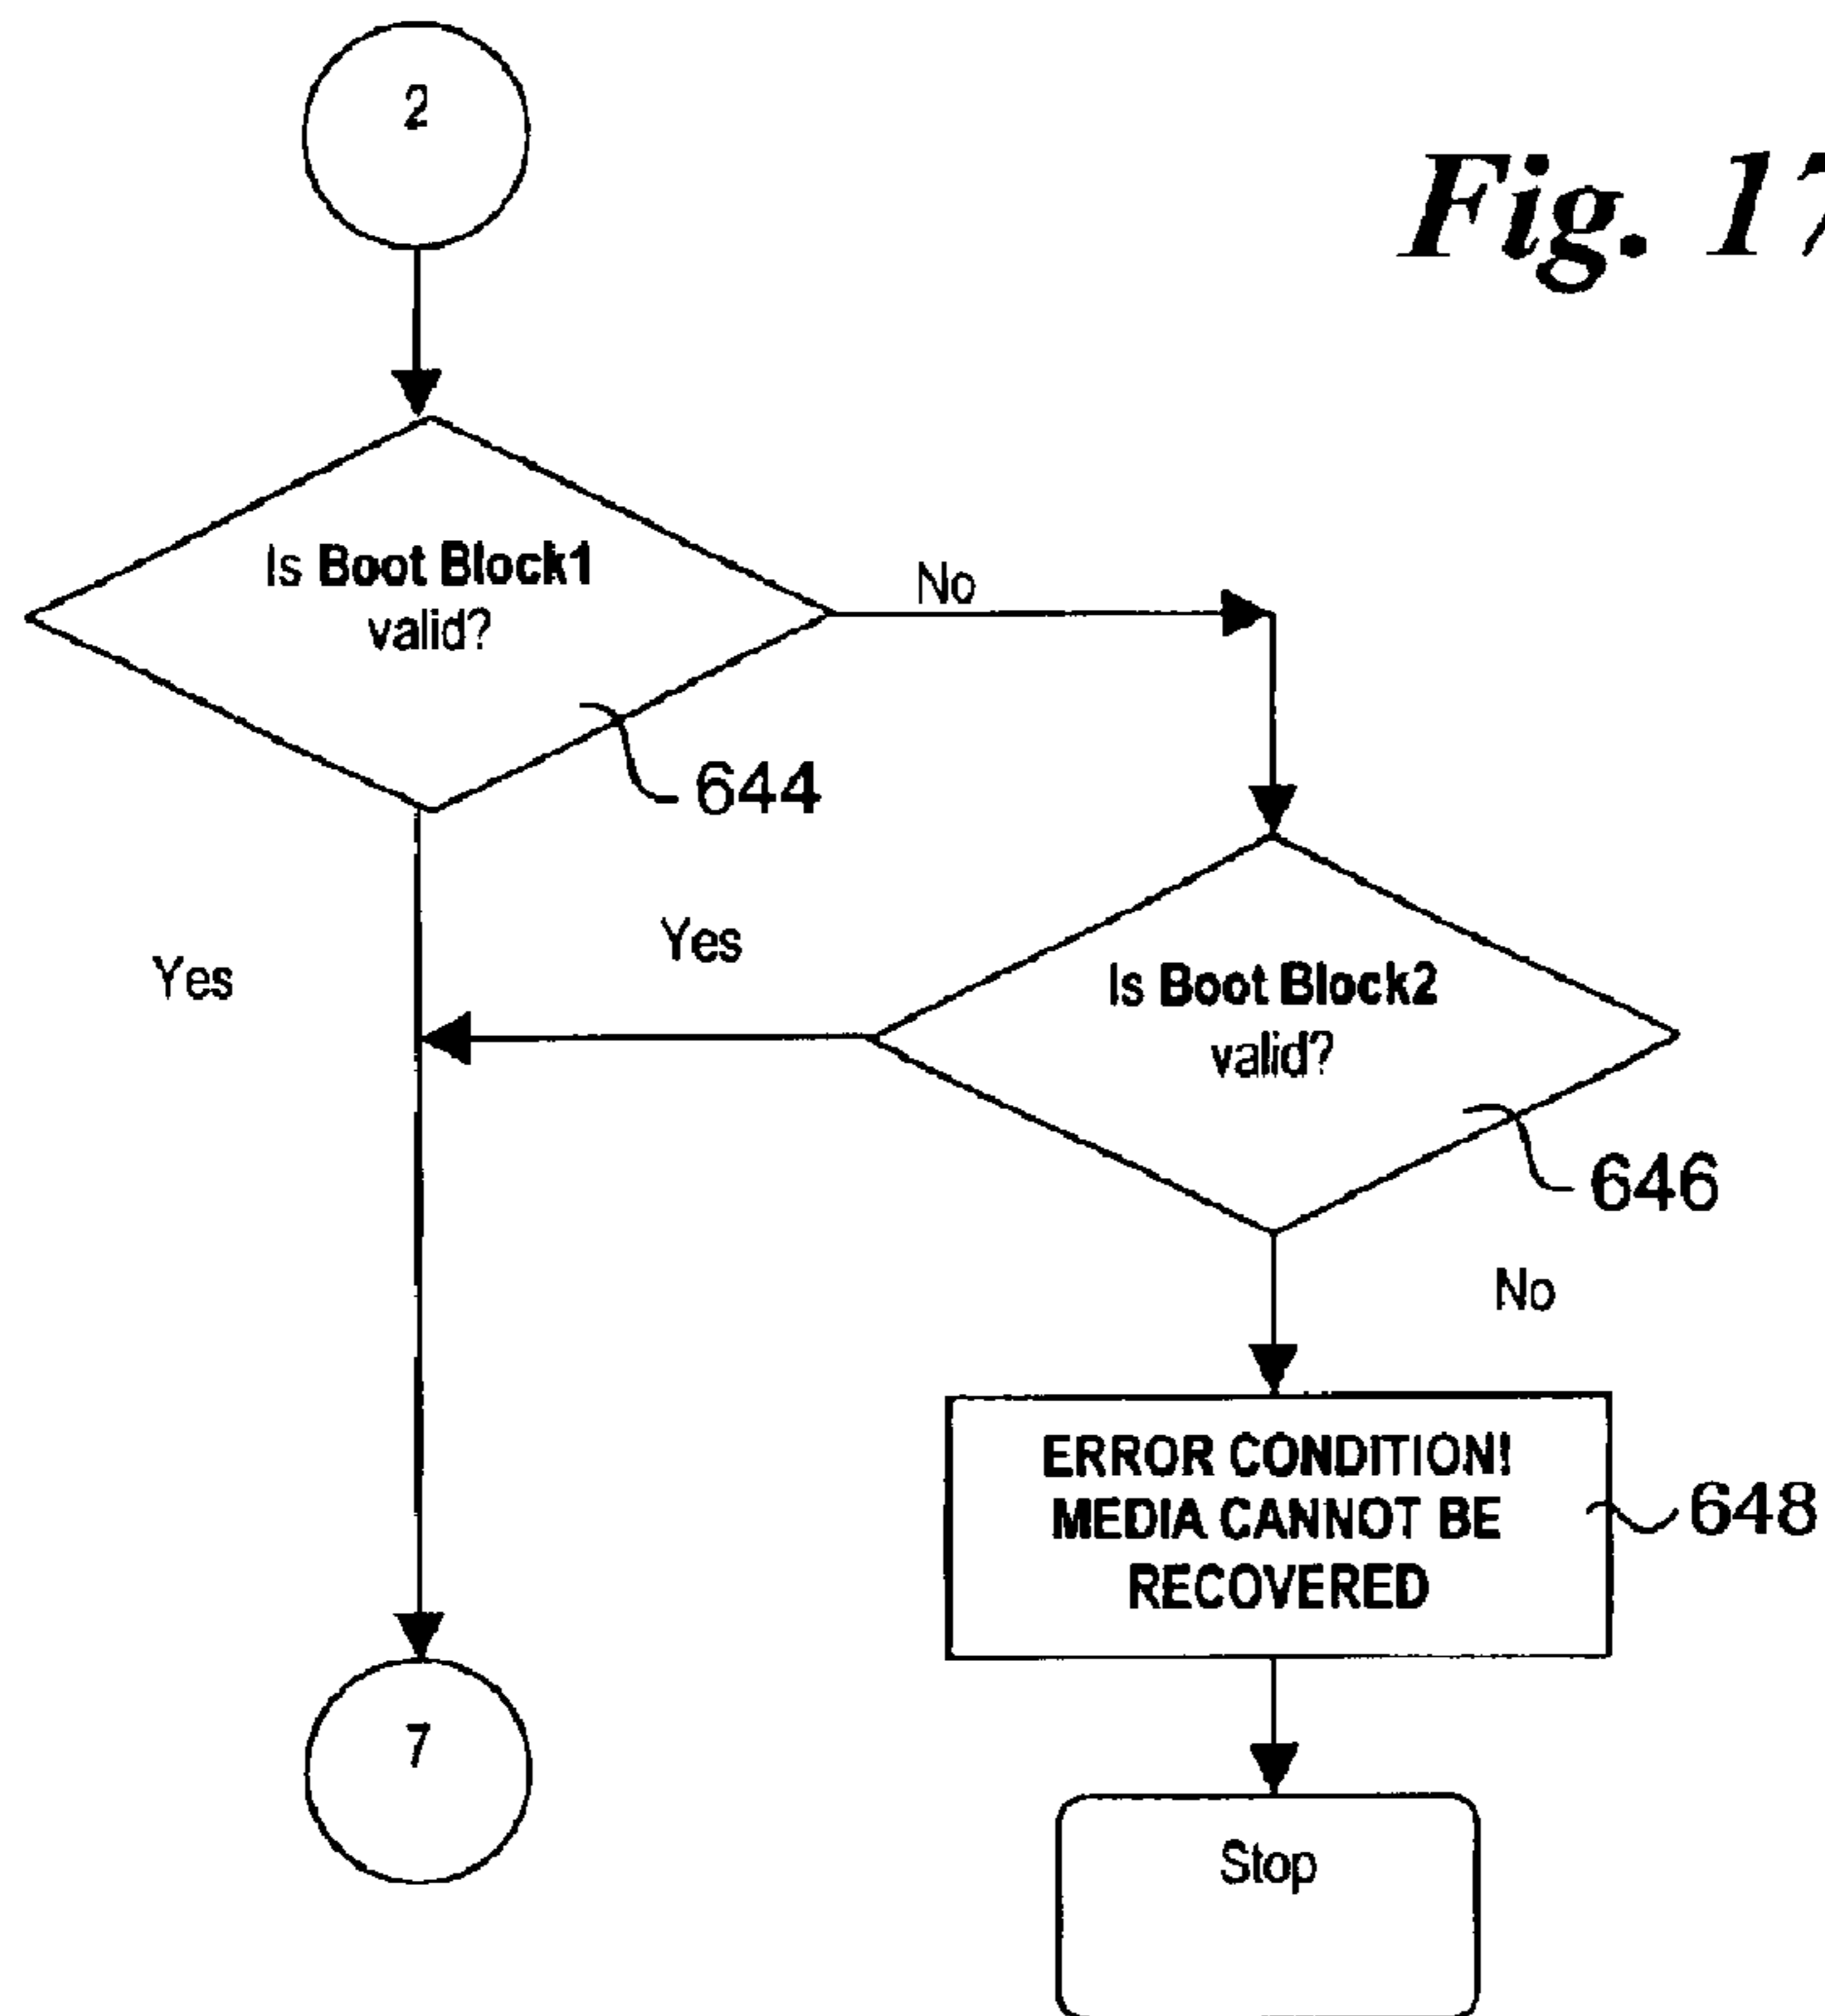 2
Fig. 17
Is Boot Block1
valid?
No
644
Yes
Yes
Is Boot Block2
valid?
646
No
ERROR CONDITION!
MEDIA CANNOT BE
RECOVERED
648
7
Stop